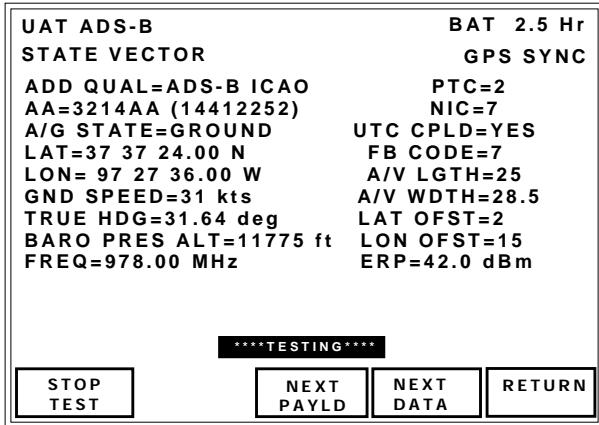 UAT ADS-B BAT 2.5 Hr
STATE VECTOR GPS SYNC
ADD QUAL=ADS-B ICAO PTC=2
AA=3214AA (14412252) NIC=7
A/G STATE=GROUND UTC CPLD=YES
LAT=37 37 24.00 N FB CODE=7
LON= 97 27 36.00 W A/V LGTH=25
GND SPEED=31 kts A/V WDTH=28.5
TRUE HDG=31.64 deg LAT OFST=2
BARO PRES ALT=11775 ft LON OFST=15
FREQ=978.00 MHz ERP=42.0 dBm
****TESTING****
STOP TEST
NEXT PAYLD
NEXT DATA
RETURN